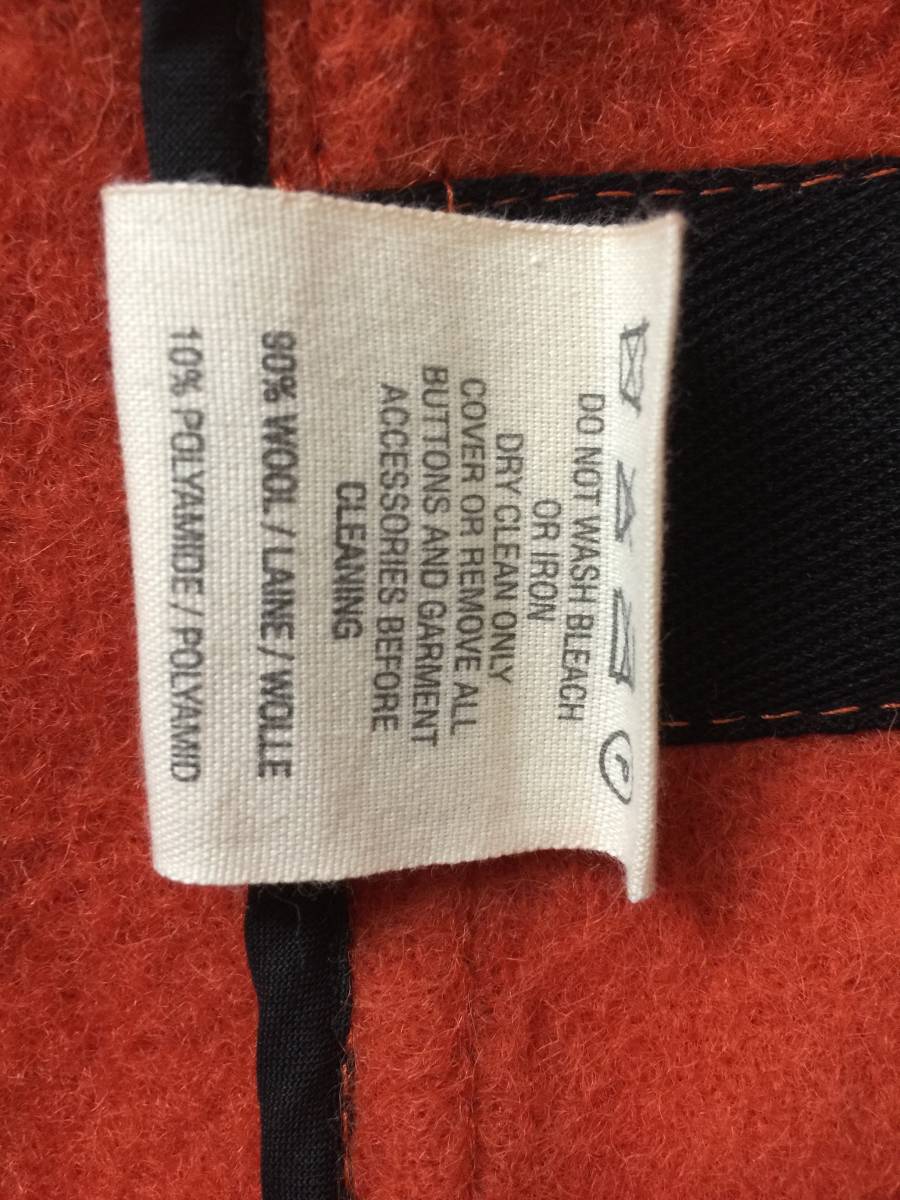 DO NOT WASH BLEACH
OR IRON
DRY CLEAN ONLY
COVER OR REMOVE ALL
BUTTONS AND GARMENT
ACCESSORIES BEFORE
CLEANING
90% WOOL / LAINE / WOLLE
10% POLYAMIDE / POLYAMID